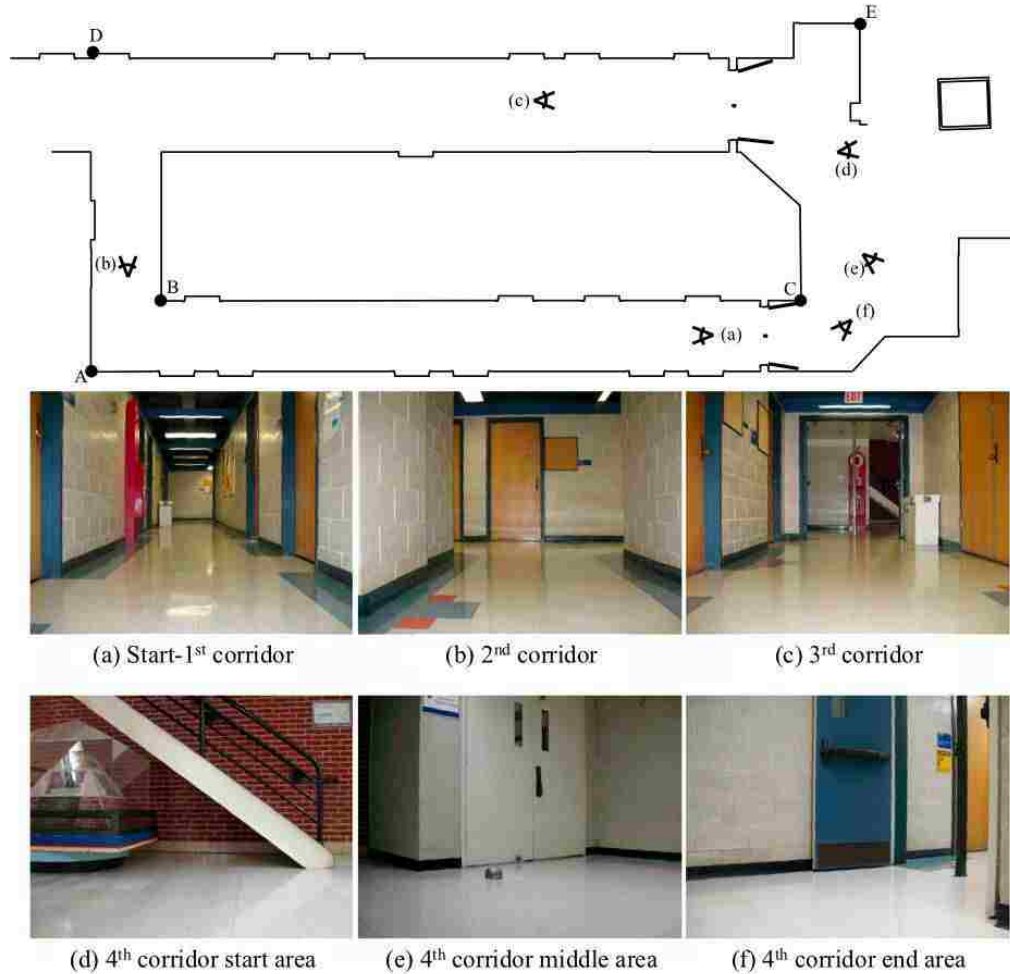 D
E
(c)
(d)
(b)
B
C
(e)
(f)
(a)
A
EXIT
(a) Start-1st corridor
(b) 2nd corridor
(c) 3rd corridor
(d) 4th corridor start area
(e) 4th corridor middle area
(f) 4th corridor end area